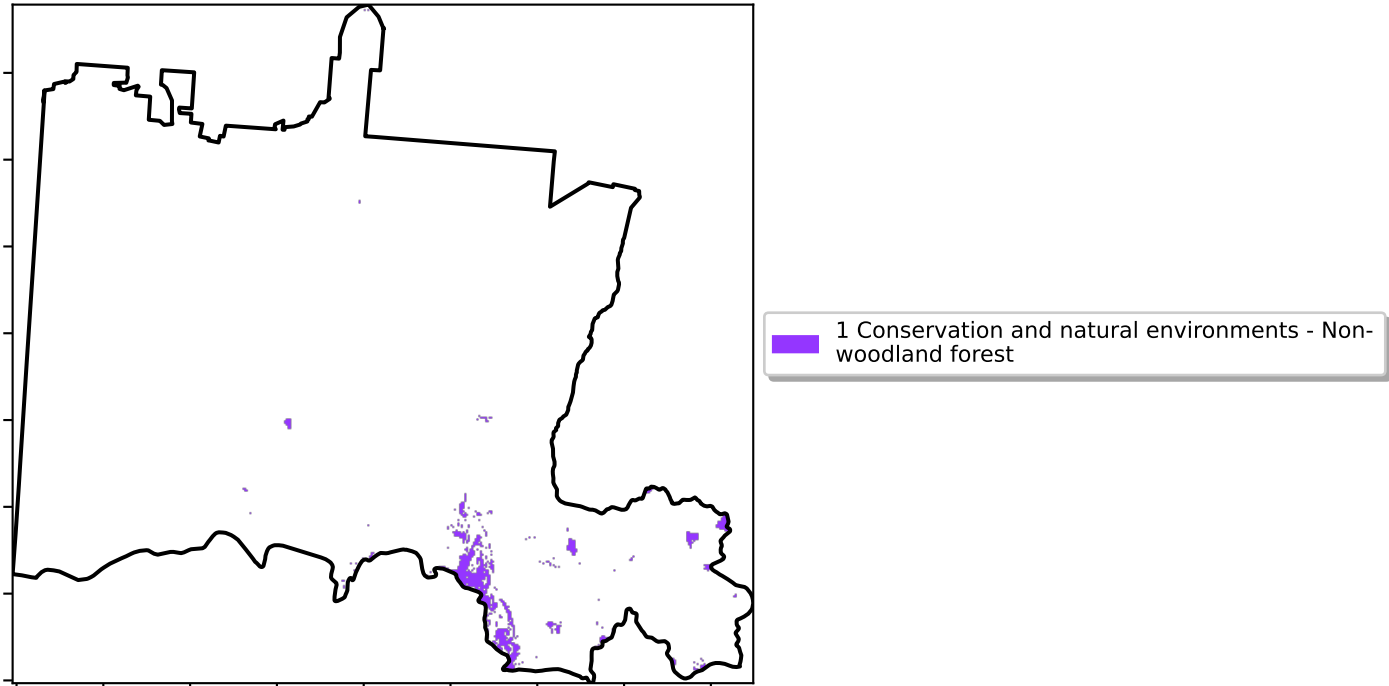 1 Conservation and natural environments - Non-
woodland forest